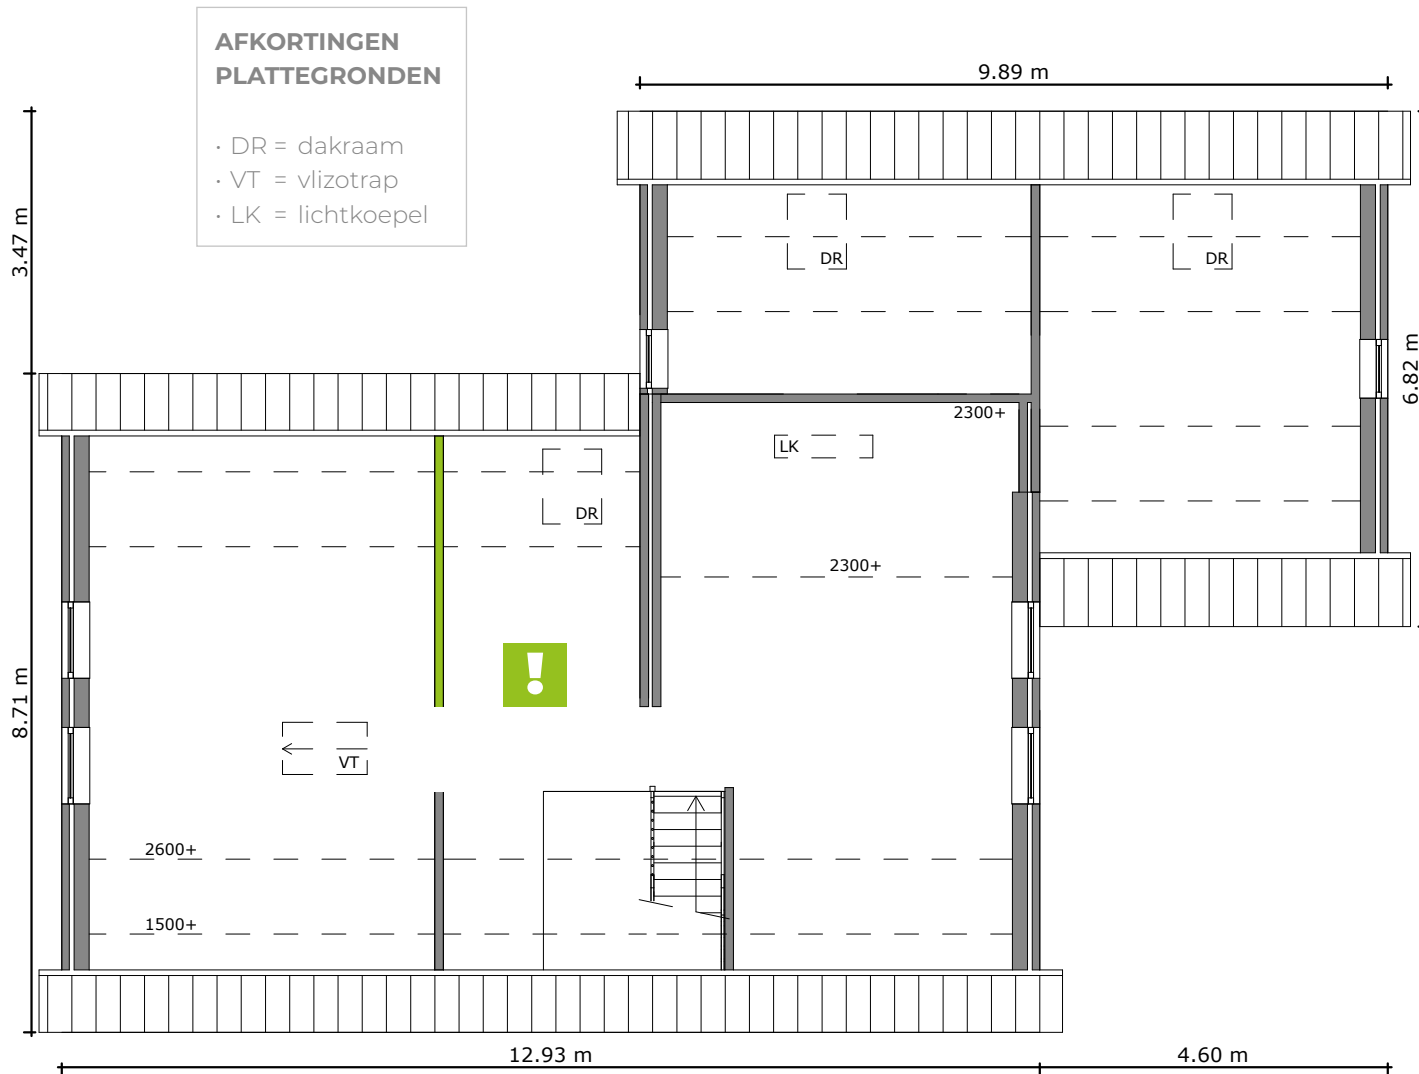 AFKORTINGEN
PLATTEGRONDEN
• DR = dakraam
• VT = vlizotrap
• LK = lichtkoepel
9.89 m
3.47 m
DR
DR
6.82 m
2300+
LK
DR
2300+
!
8.71 m
VT
2600+
1500+
12.93 m
4.60 m